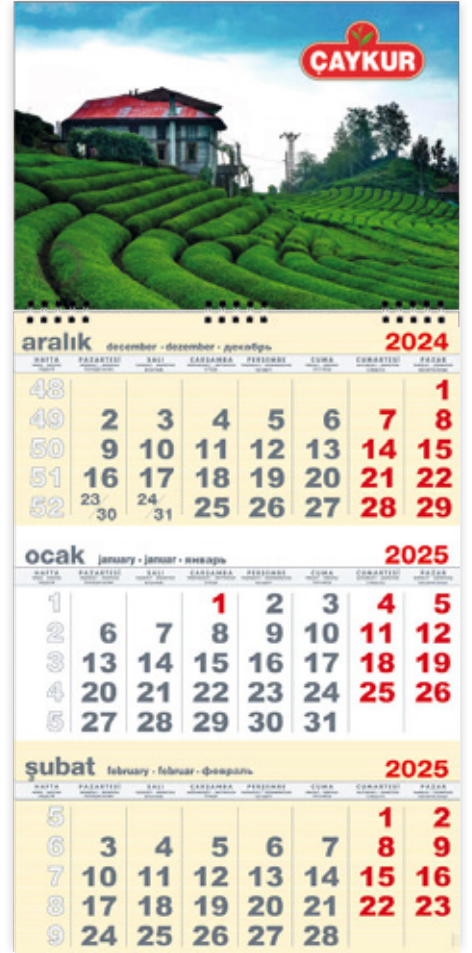 ÇAYKUR
aralık december - dezember - декабрь 2024
HAFTA PAZARTESİ SALI ÇARŞAMBA PERŞEMBE CUMA CUMARTESİ PAZAR
48 1
49 2 3 4 5 6 7 8
50 9 10 11 12 13 14 15
51 16 17 18 19 20 21 22
52 23/30 24/31 25 26 27 28 29
ocak january - januar - январь 2025
HAFTA PAZARTESİ SALI ÇARŞAMBA PERŞEMBE CUMA CUMARTESİ PAZAR
1 1 2 3 4 5
2 6 7 8 9 10 11 12
3 13 14 15 16 17 18 19
4 20 21 22 23 24 25 26
5 27 28 29 30 31
şubat february - februar - февраль 2025
HAFTA PAZARTESİ SALI ÇARŞAMBA PERŞEMBE CUMA CUMARTESİ PAZAR
5 1 2
6 3 4 5 6 7 8 9
7 10 11 12 13 14 15 16
8 17 18 19 20 21 22 23
9 24 25 26 27 28